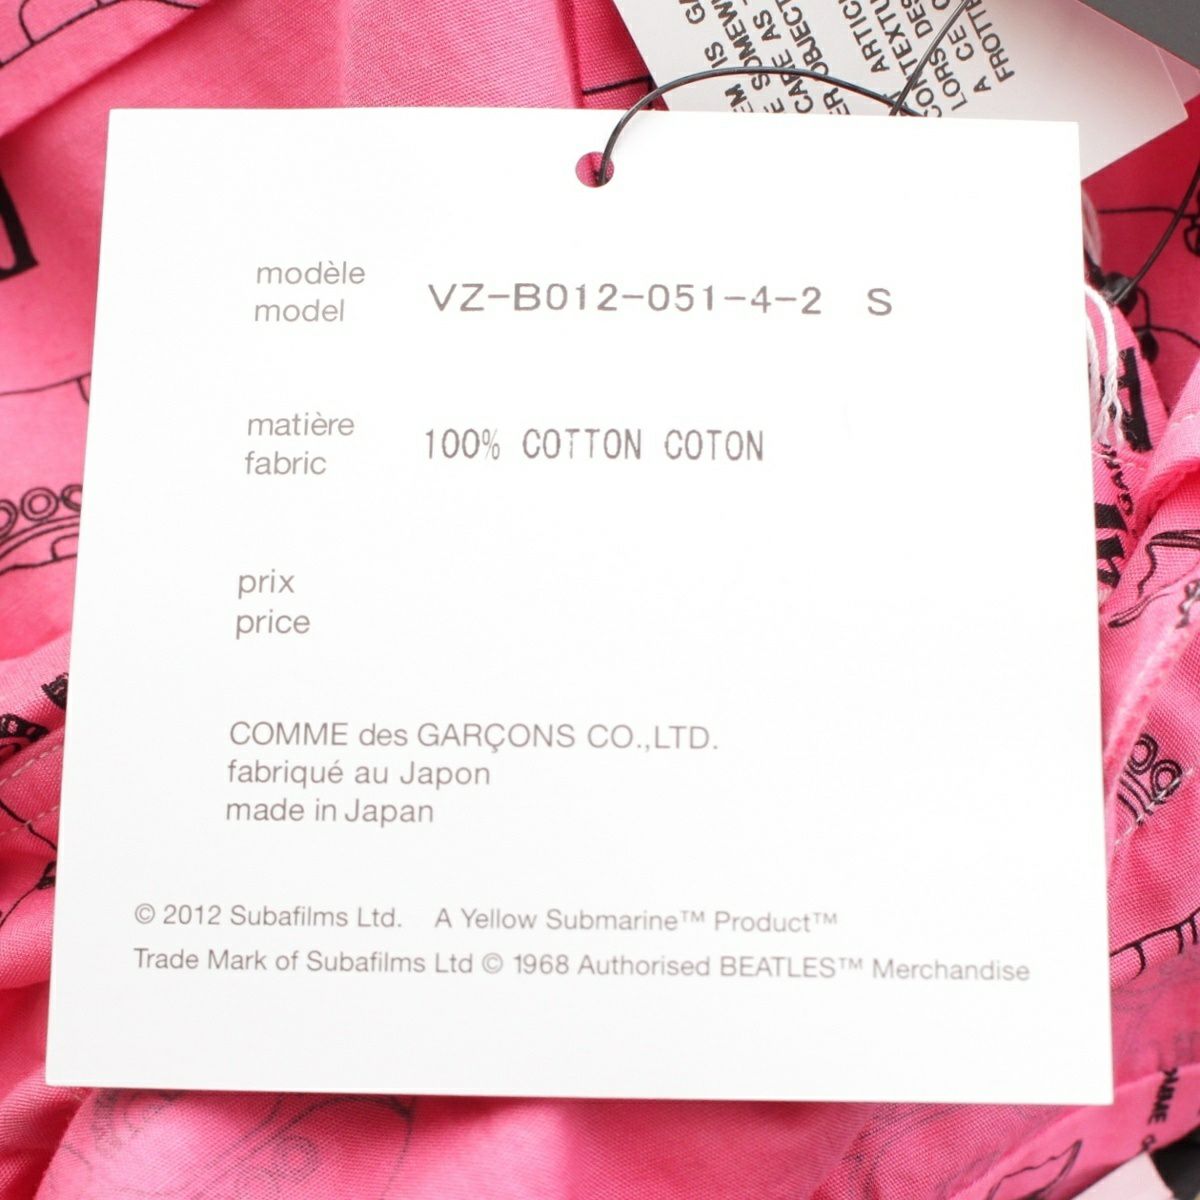 modèle
model
VZ-B012-051-4-2 S
matière
fabric
100% COTTON COTON
prix
price
COMME des GARÇONS CO.,LTD.
fabriqué au Japon
made in Japan
© 2012 Subafilms Ltd. A Yellow Submarine™ Product™
Trade Mark of Subafilms Ltd © 1968 Authorised BEATLES™ Merchandise